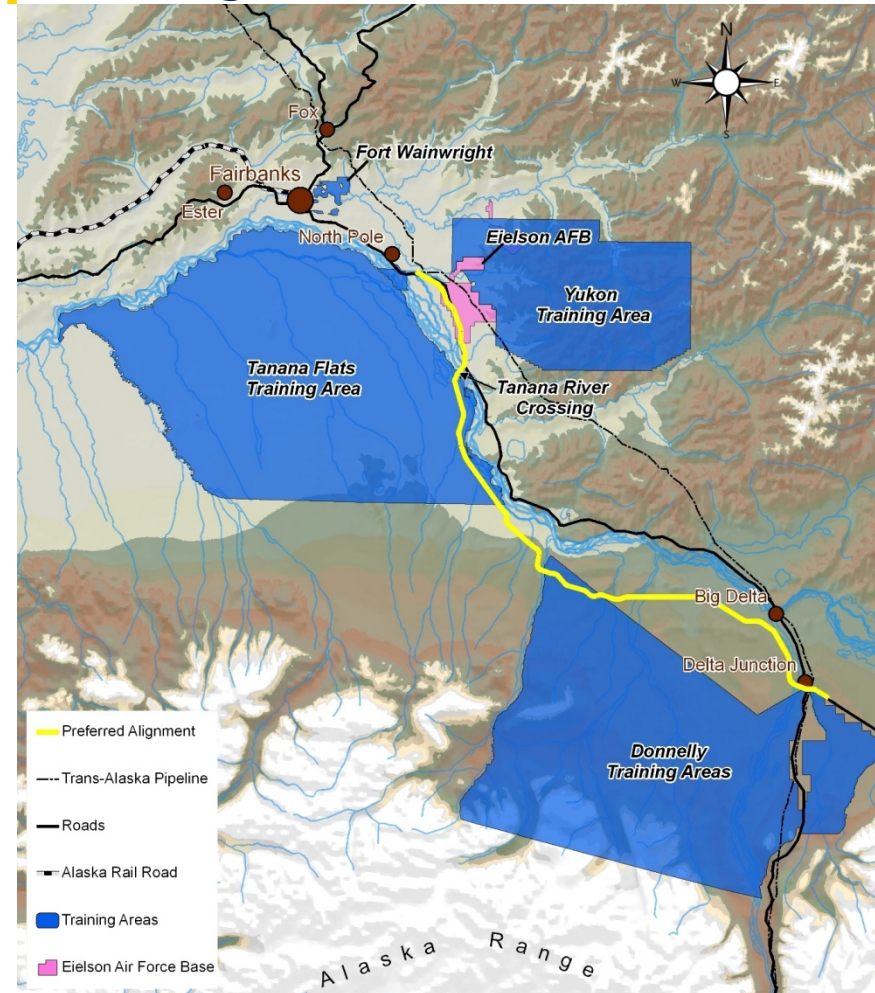 N
W
E
S
Fox
Fort Wainwright
Fairbanks
Ester
North Pole
Eielson AFB
Yukon
Training Area
Tanana Flats
Training Area
Tanana River
Crossing
Big Delta
Delta Junction
Donnelly
Training Areas
Preferred Alignment
Trans-Alaska Pipeline
Roads
Alaska Rail Road
Training Areas
Eielson Air Force Base
Alaska Range